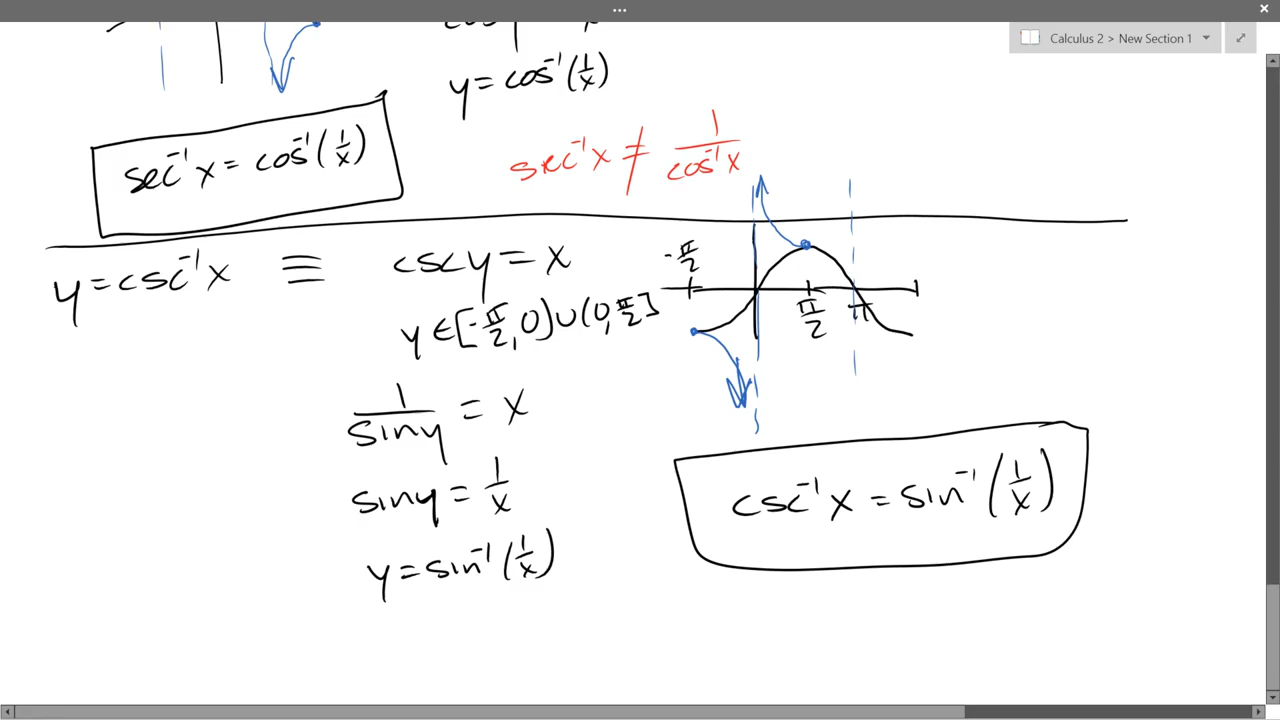 Calculus 2 > New Section 1
y = cos⁻¹(1/x)
sec⁻¹x = cos⁻¹(1/x)
sec⁻¹x ≠ 1/cos⁻¹x
y = csc⁻¹x ≡ csc y = x
y ∈ [-π/2, 0) ∪ (0, π/2]
-π/2
π/2
π
1/sin y = x
sin y = 1/x
y = sin⁻¹(1/x)
csc⁻¹x = sin⁻¹(1/x)